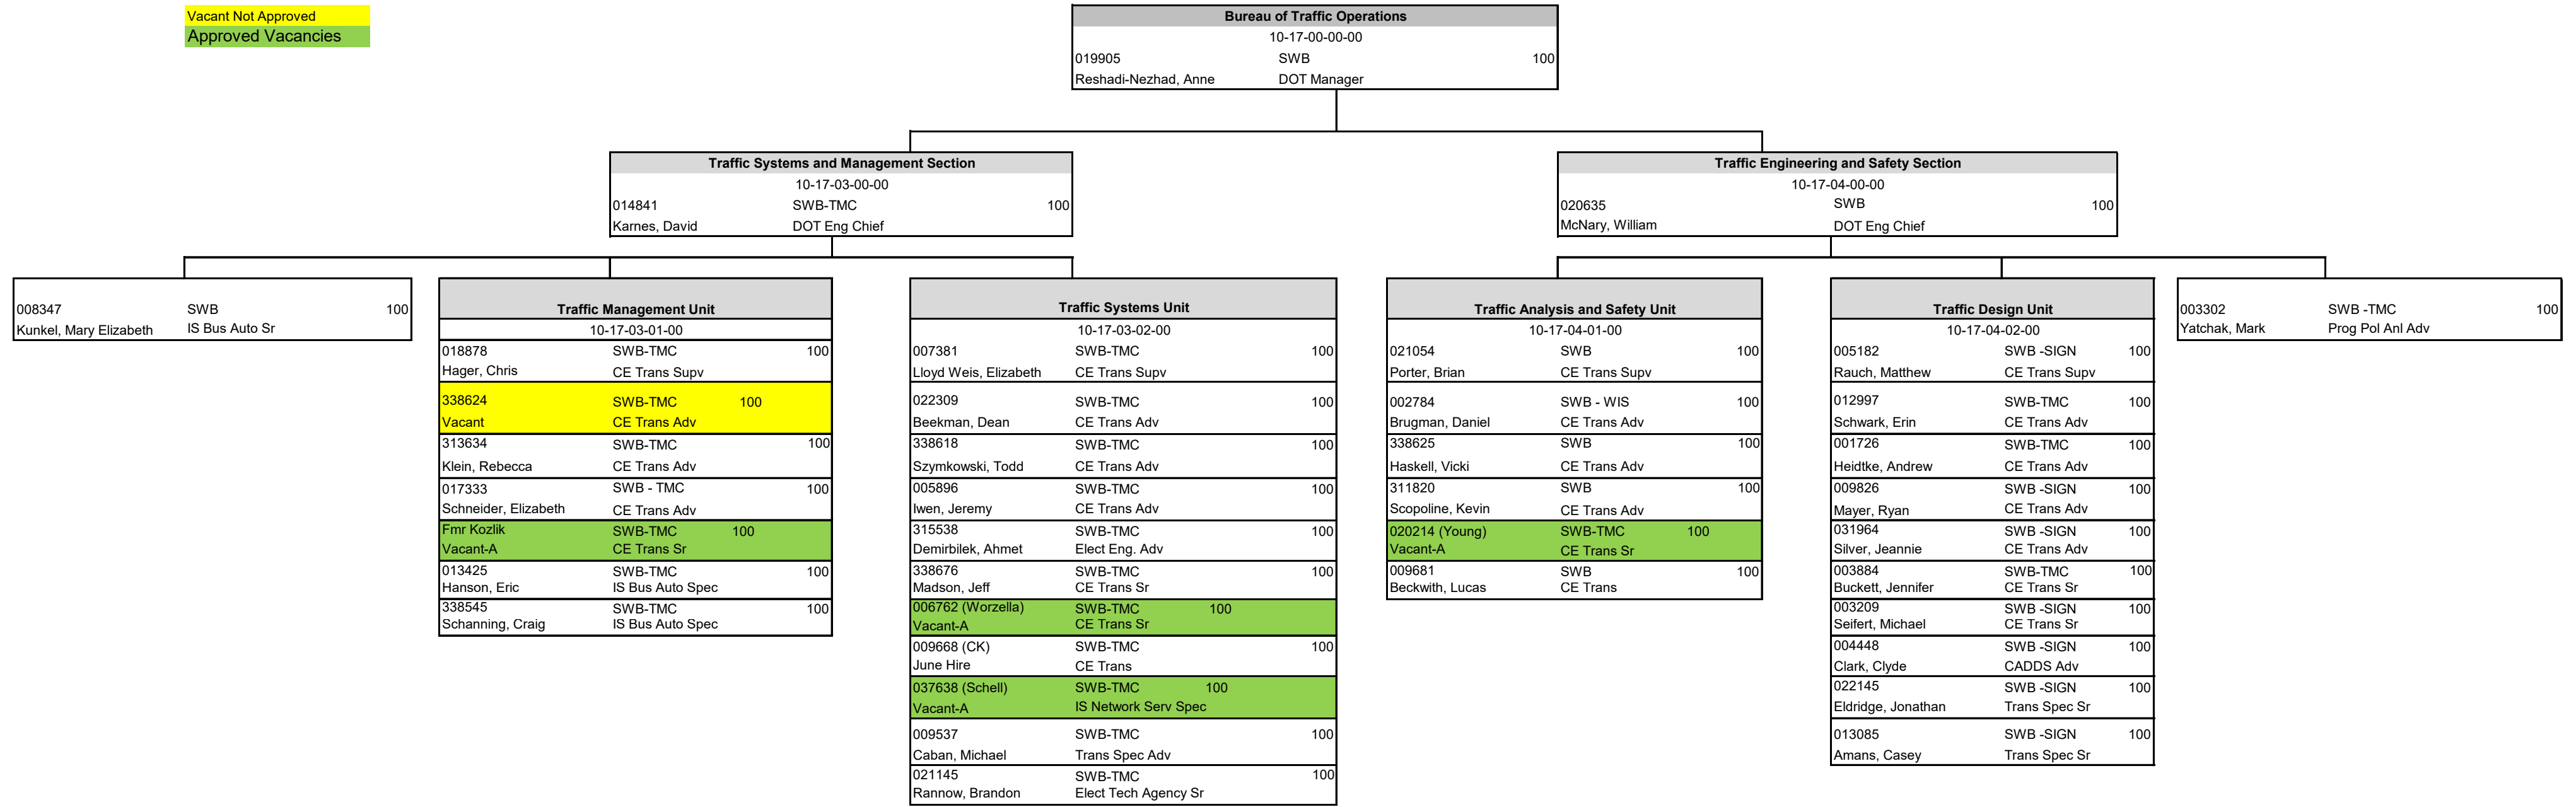 Vacant Not Approved
Approved Vacancies
Bureau of Traffic Operations
10-17-00-00-00
019905 SWB 100
Reshadi-Nezhad, Anne DOT Manager
Traffic Systems and Management Section
10-17-03-00-00
014841 SWB-TMC 100
Karnes, David DOT Eng Chief
Traffic Engineering and Safety Section
10-17-04-00-00
020635 SWB 100
McNary, William DOT Eng Chief
008347 SWB 100
Kunkel, Mary Elizabeth IS Bus Auto Sr
Traffic Management Unit
10-17-03-01-00
018878 SWB-TMC 100
Hager, Chris CE Trans Supv
338624 SWB-TMC 100
Vacant CE Trans Adv
313634 SWB-TMC 100
Klein, Rebecca CE Trans Adv
017333 SWB - TMC 100
Schneider, Elizabeth CE Trans Adv
Fmr Kozlik SWB-TMC 100
Vacant-A CE Trans Sr
013425 SWB-TMC 100
Hanson, Eric IS Bus Auto Spec
338545 SWB-TMC 100
Schanning, Craig IS Bus Auto Spec
Traffic Systems Unit
10-17-03-02-00
007381 SWB-TMC 100
Lloyd Weis, Elizabeth CE Trans Supv
022309 SWB-TMC 100
Beekman, Dean CE Trans Adv
338618 SWB-TMC 100
Szymkowski, Todd CE Trans Adv
005896 SWB-TMC 100
Iwen, Jeremy CE Trans Adv
315538 SWB-TMC 100
Demirbilek, Ahmet Elect Eng. Adv
338676 SWB-TMC 100
Madson, Jeff CE Trans Sr
006762 (Worzella) SWB-TMC 100
Vacant-A CE Trans Sr
009668 (CK) SWB-TMC 100
June Hire CE Trans
037638 (Schell) SWB-TMC 100
Vacant-A IS Network Serv Spec
009537 SWB-TMC 100
Caban, Michael Trans Spec Adv
021145 SWB-TMC 100
Rannow, Brandon Elect Tech Agency Sr
Traffic Analysis and Safety Unit
10-17-04-01-00
021054 SWB 100
Porter, Brian CE Trans Supv
002784 SWB - WIS 100
Brugman, Daniel CE Trans Adv
338625 SWB 100
Haskell, Vicki CE Trans Adv
311820 SWB 100
Scopoline, Kevin CE Trans Adv
020214 (Young) SWB-TMC 100
Vacant-A CE Trans Sr
009681 SWB 100
Beckwith, Lucas CE Trans
Traffic Design Unit
10-17-04-02-00
005182 SWB -SIGN 100
Rauch, Matthew CE Trans Supv
012997 SWB-TMC 100
Schwark, Erin CE Trans Adv
001726 SWB-TMC 100
Heidtke, Andrew CE Trans Adv
009826 SWB -SIGN 100
Mayer, Ryan CE Trans Adv
031964 SWB -SIGN 100
Silver, Jeannie CE Trans Adv
003884 SWB-TMC 100
Buckett, Jennifer CE Trans Sr
003209 SWB -SIGN 100
Seifert, Michael CE Trans Sr
004448 SWB -SIGN 100
Clark, Clyde CADDS Adv
022145 SWB -SIGN 100
Eldridge, Jonathan Trans Spec Sr
013085 SWB -SIGN 100
Amans, Casey Trans Spec Sr
003302 SWB -TMC 100
Yatchak, Mark Prog Pol Anl Adv